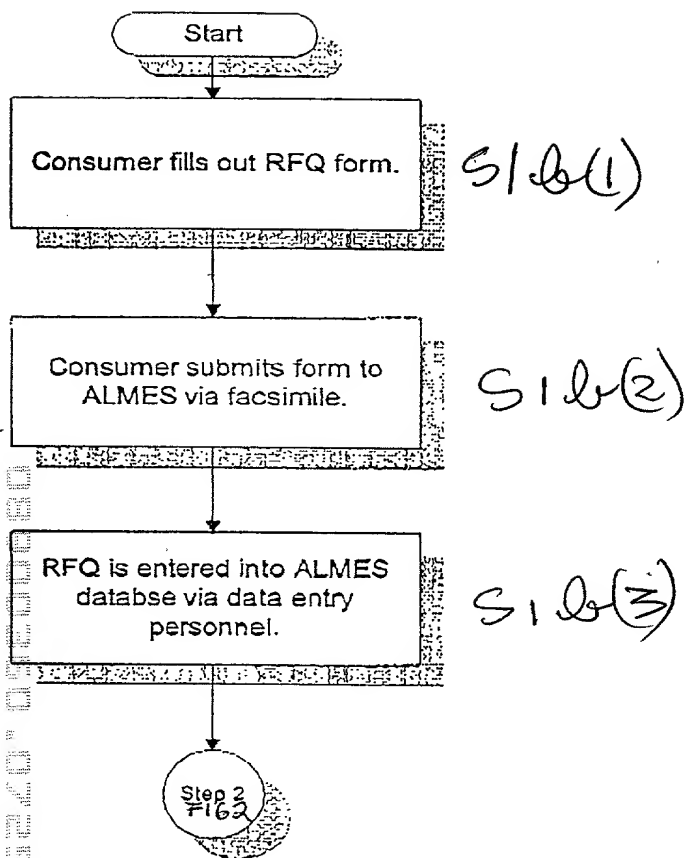 Start
Consumer fills out RFQ form.
S1b(1)
Consumer submits form to
ALMES via facsimile.
S1b(2)
RFQ is entered into ALMES
databse via data entry
personnel.
S1b(3)
Step 2
FIG2